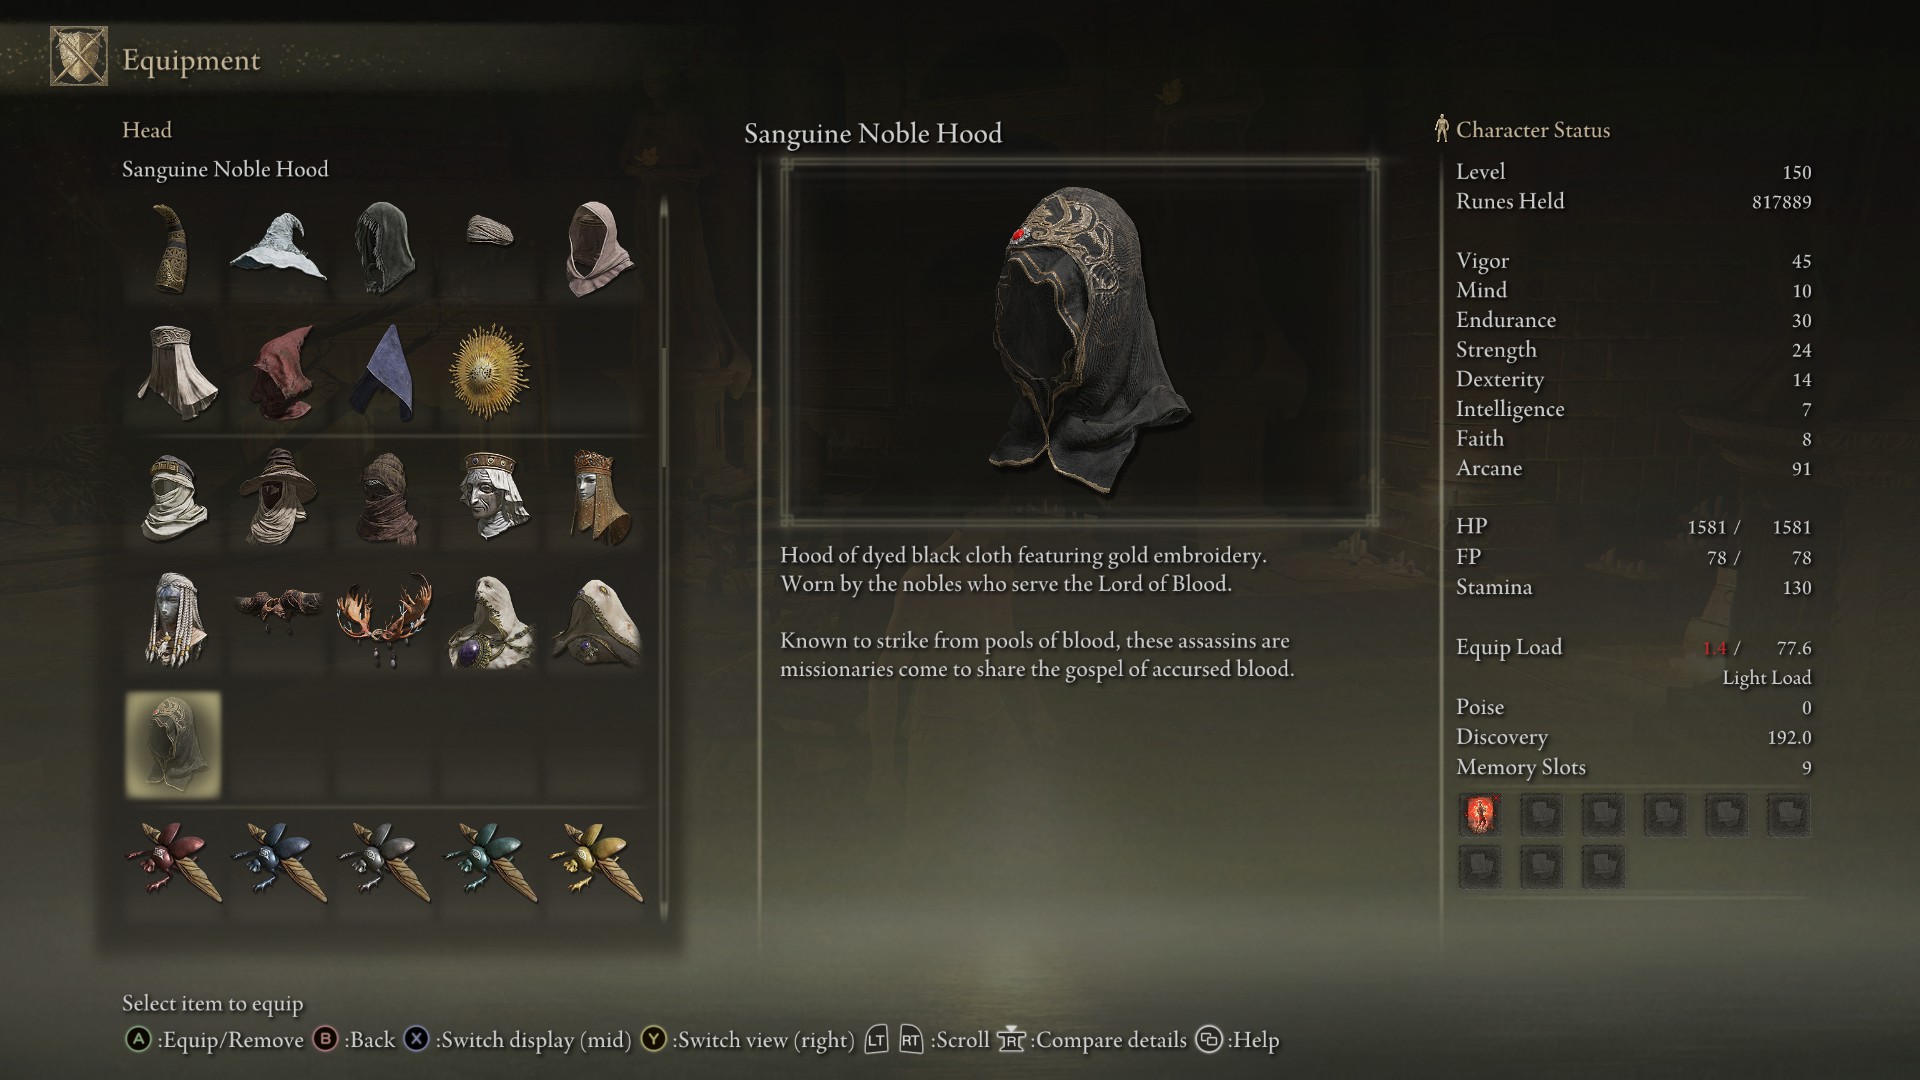 Equipment
Head
Sanguine Noble Hood
Sanguine Noble Hood
Hood of dyed black cloth featuring gold embroidery.
Worn by the nobles who serve the Lord of Blood.
Known to strike from pools of blood, these assassins are
missionaries come to share the gospel of accursed blood.
Character Status
Level 150
Runes Held 817889
Vigor 45
Mind 10
Endurance 30
Strength 24
Dexterity 14
Intelligence 7
Faith 8
Arcane 91
HP 1581 / 1581
FP 78 / 78
Stamina 130
Equip Load 1.4 / 77.6
Light Load
Poise 0
Discovery 192.0
Memory Slots 9
Select item to equip
A :Equip/Remove B :Back X :Switch display (mid) Y :Switch view (right) LT RT :Scroll R :Compare details :Help